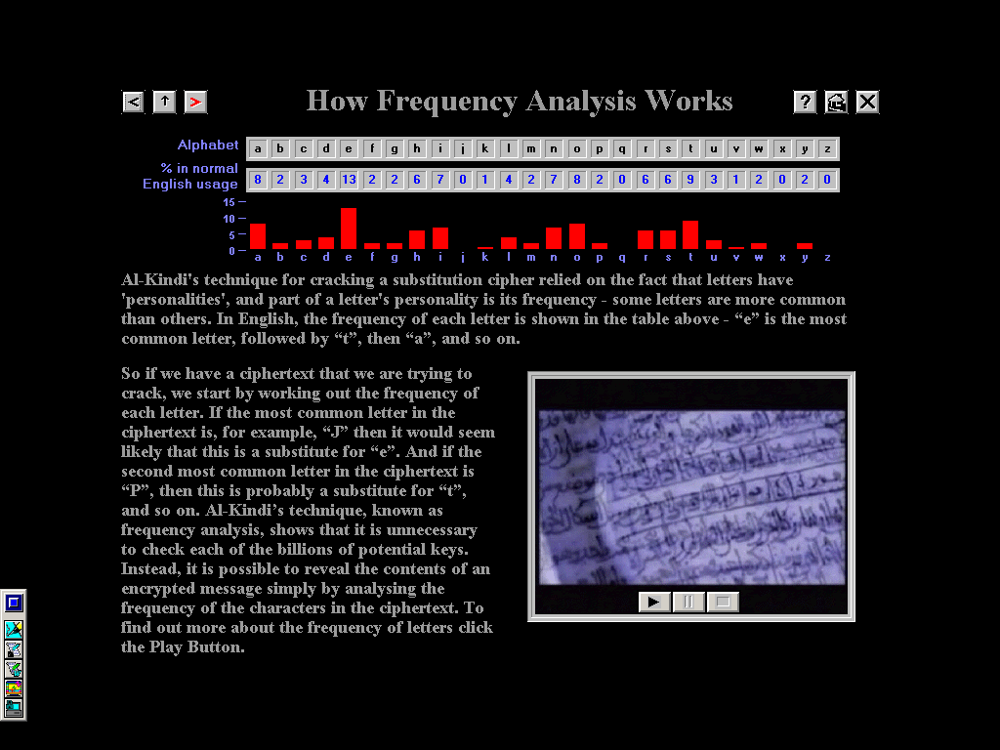 How Frequency Analysis Works
?
Alphabet a b c d e f g h i j k l m n o p q r s t u v w x y z
% in normal
English usage 8 2 3 4 13 2 2 6 7 0 1 4 2 7 8 2 0 6 6 9 3 1 2 0 2 0
15
10
5
0
a b c d e f g h i j k l m n o p q r s t u v w x y z
Al-Kindi's technique for cracking a substitution cipher relied on the fact that letters have
'personalities', and part of a letter's personality is its frequency - some letters are more common
than others. In English, the frequency of each letter is shown in the table above - “e” is the most
common letter, followed by “t”, then “a”, and so on.
So if we have a ciphertext that we are trying to
crack, we start by working out the frequency of
each letter. If the most common letter in the
ciphertext is, for example, “J” then it would seem
likely that this is a substitute for “e”. And if the
second most common letter in the ciphertext is
“P”, then this is probably a substitute for “t”,
and so on. Al-Kindi’s technique, known as
frequency analysis, shows that it is unnecessary
to check each of the billions of potential keys.
Instead, it is possible to reveal the contents of an
encrypted message simply by analysing the
frequency of the characters in the ciphertext. To
find out more about the frequency of letters click
the Play Button.